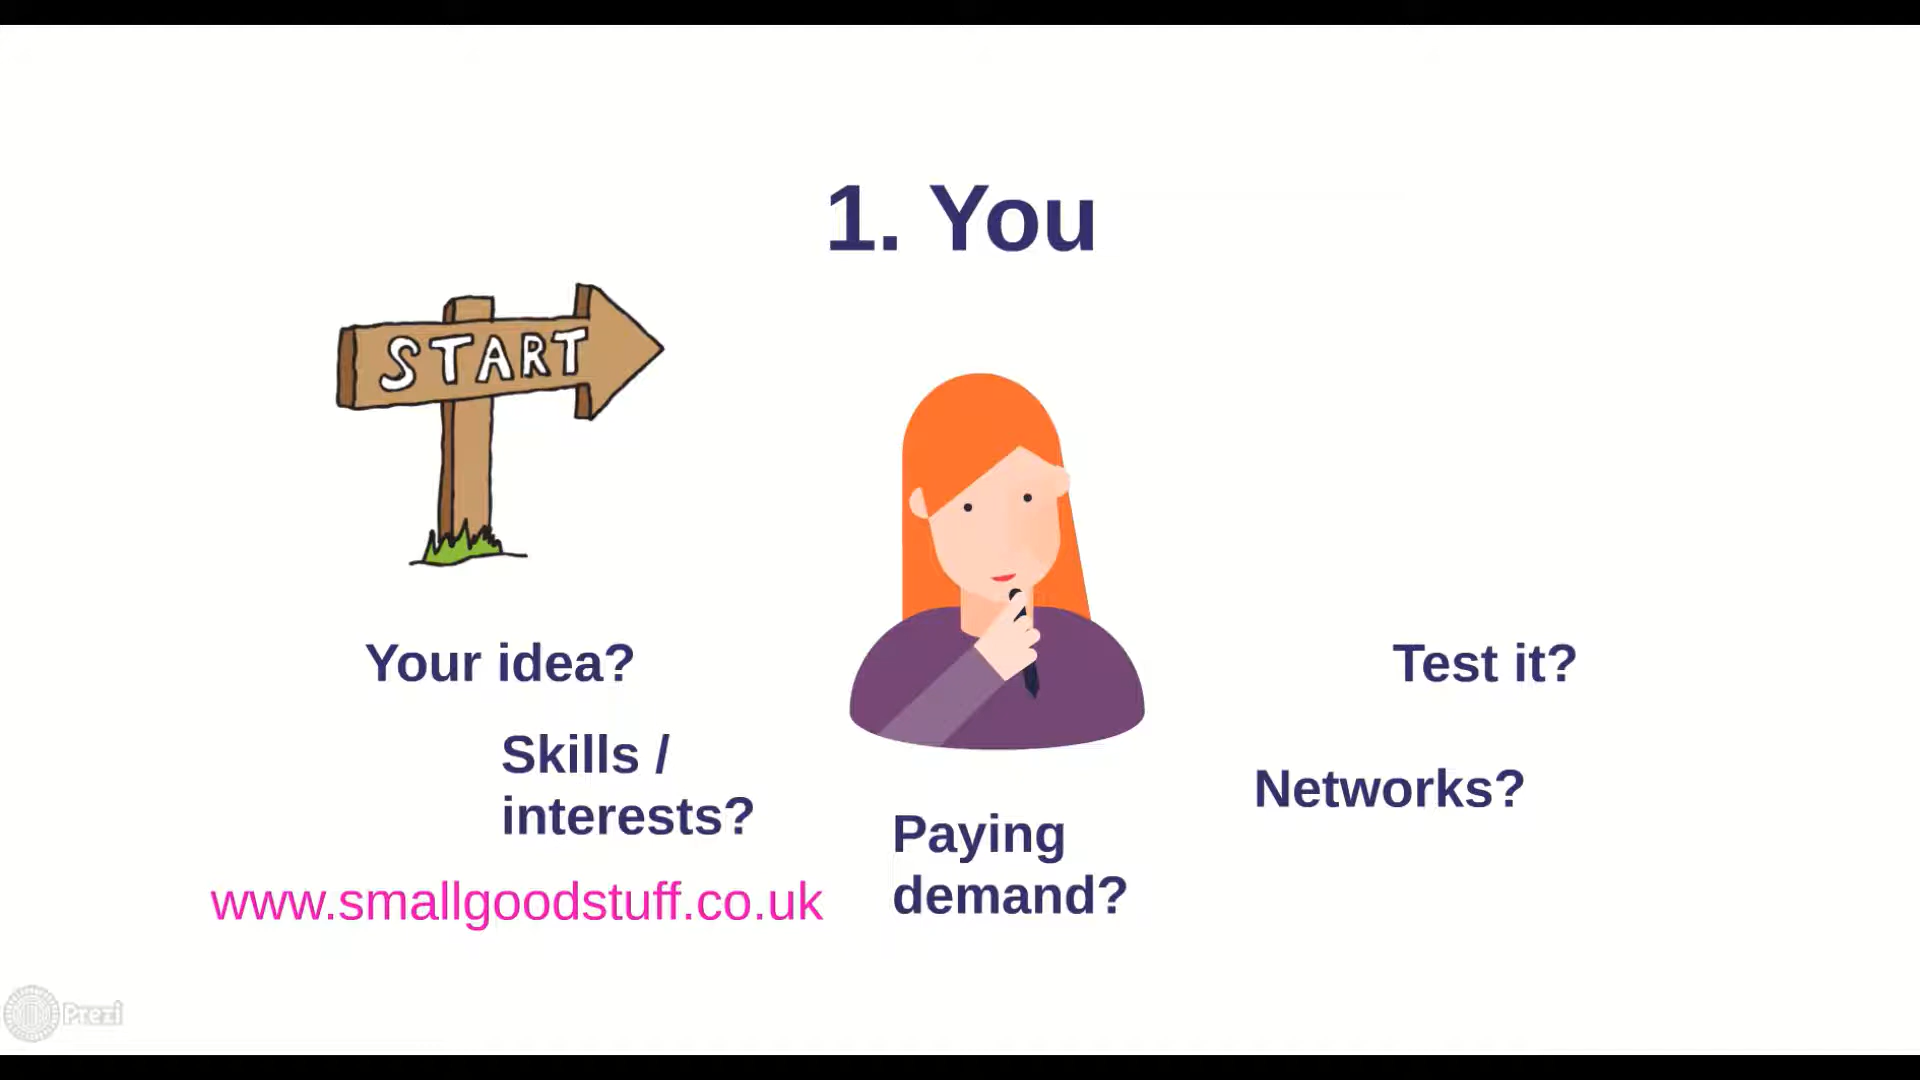 1. You
START
Your idea?
Test it?
Skills /
interests?
Networks?
Paying
demand?
www.smallgoodstuff.co.uk
Prezi